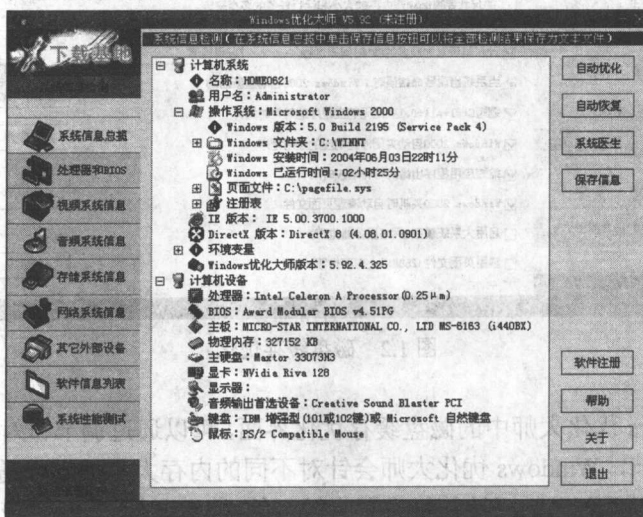 Windows优化大师 V5.92 (未注册)
下载基地
系统信息检测(在系统信息总揽中单击保存信息按钮可以将全部检测结果保存为文本文件)
系统信息总揽
处理器和BIOS
视频系统信息
音频系统信息
存储系统信息
网络系统信息
其它外部设备
软件信息列表
系统性能测试
计算机系统
名称：HOME0621
用户名：Administrator
操作系统：Microsoft Windows 2000
Windows 版本：5.0 Build 2195 (Service Pack 4)
Windows 文件夹：C:\WINNT
Windows 安装时间：2004年06月03日22时11分
Windows 已运行时间：02小时25分
页面文件：C:\pagefile.sys
注册表
IE 版本： IE 5.00.3700.1000
DirectX 版本：DirectX 8 (4.08.01.0901)
环境变量
Windows优化大师版本：5.92.4.325
计算机设备
处理器：Intel Celeron A Processor(0.25μm)
BIOS：Award Modular BIOS v4.51PG
主板：MICRO-STAR INTERNATIONAL CO., LTD MS-6163 (i440BX)
物理内存：327152 KB
主硬盘：Maxtor 33073H3
显卡：NVidia Riva 128
显示器：
音频输出首选设备：Creative Sound Blaster PCI
键盘：IBM 增强型(101或102键)或 Microsoft 自然键盘
鼠标：PS/2 Compatible Mouse
自动优化
自动恢复
系统医生
保存信息
软件注册
帮助
关于
退出